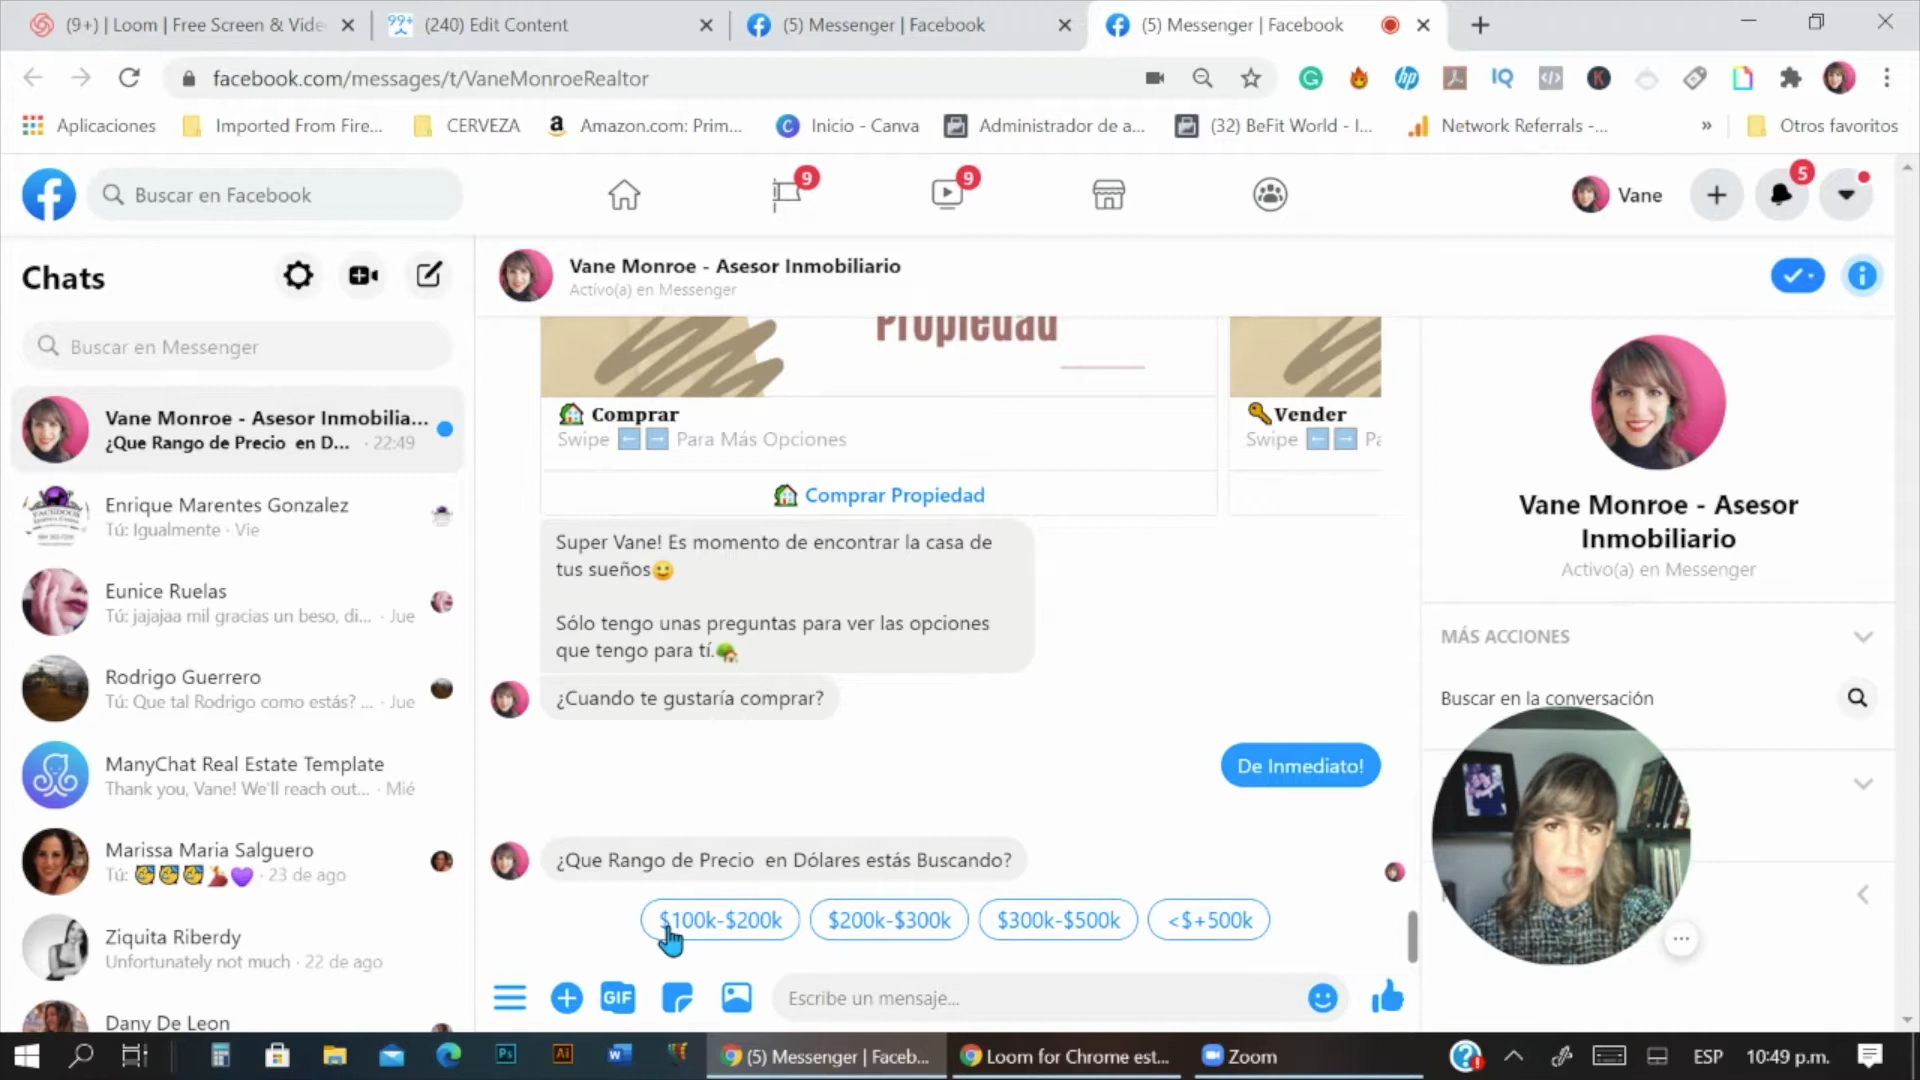 (9+) | Loom | Free Screen & Vide
(240) Edit Content
(5) Messenger | Facebook
(5) Messenger | Facebook
facebook.com/messages/t/VaneMonroeRealtor
Aplicaciones
Imported From Fire...
CERVEZA
Amazon.com: Prim...
Inicio - Canva
Administrador de a...
(32) BeFit World - I...
Network Referrals -...
»
Otros favoritos
Buscar en Facebook
9
9
Vane
5
Chats
Buscar en Messenger
Vane Monroe - Asesor Inmobilia...
¿Que Rango de Precio en D... · 22:49
Enrique Marentes Gonzalez
Tú: Igualmente · Vie
Eunice Ruelas
Tú: jajajaa mil gracias un beso, di... · Jue
Rodrigo Guerrero
Tú: Que tal Rodrigo como estás? ... · Jue
ManyChat Real Estate Template
Thank you, Vane! We'll reach out... · Mié
Marissa Maria Salguero
Tú: 🥳🥳🥳💃💜 · 23 de ago
Ziquita Riberdy
Unfortunately not much · 22 de ago
Dany De Leon
Vane Monroe - Asesor Inmobiliario
Activo(a) en Messenger
Propiedad
🏡 Comprar
Swipe ⬅️➡️ Para Más Opciones
🏡 Comprar Propiedad
🔑Vender
Swipe ⬅️➡️ Pa
Super Vane! Es momento de encontrar la casa de
tus sueños🙂
Sólo tengo unas preguntas para ver las opciones
que tengo para tí.🏡
¿Cuando te gustaría comprar?
De Inmediato!
¿Que Rango de Precio en Dólares estás Buscando?
$100k-$200k
$200k-$300k
$300k-$500k
<$+500k
GIF
Escribe un mensaje...
Vane Monroe - Asesor
Inmobiliario
Activo(a) en Messenger
MÁS ACCIONES
Buscar en la conversación
(5) Messenger | Faceb...
Loom for Chrome est...
Zoom
ESP
10:49 p.m.